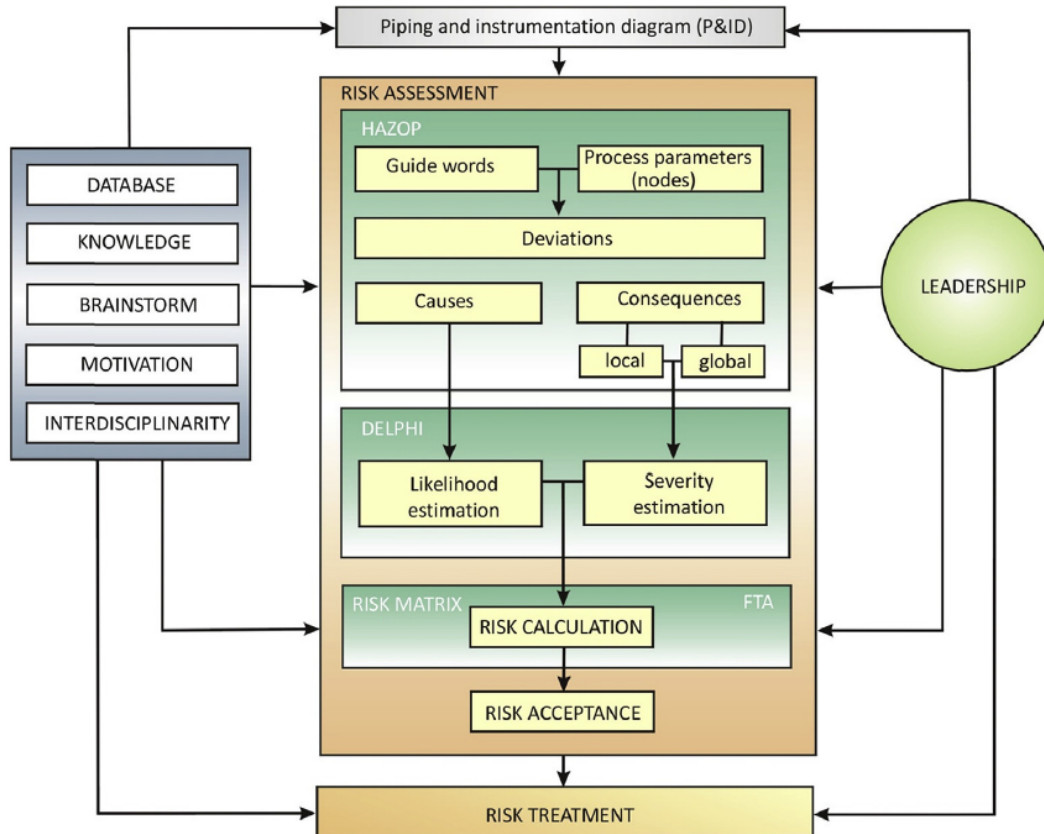 Piping and instrumentation diagram (P&ID)
RISK ASSESSMENT
HAZOP
Guide words
Process parameters
(nodes)
Deviations
Causes
Consequences
local
global
DELPHI
Likelihood
estimation
Severity
estimation
RISK MATRIX
FTA
RISK CALCULATION
RISK ACCEPTANCE
RISK TREATMENT
DATABASE
KNOWLEDGE
BRAINSTORM
MOTIVATION
INTERDISCIPLINARITY
LEADERSHIP